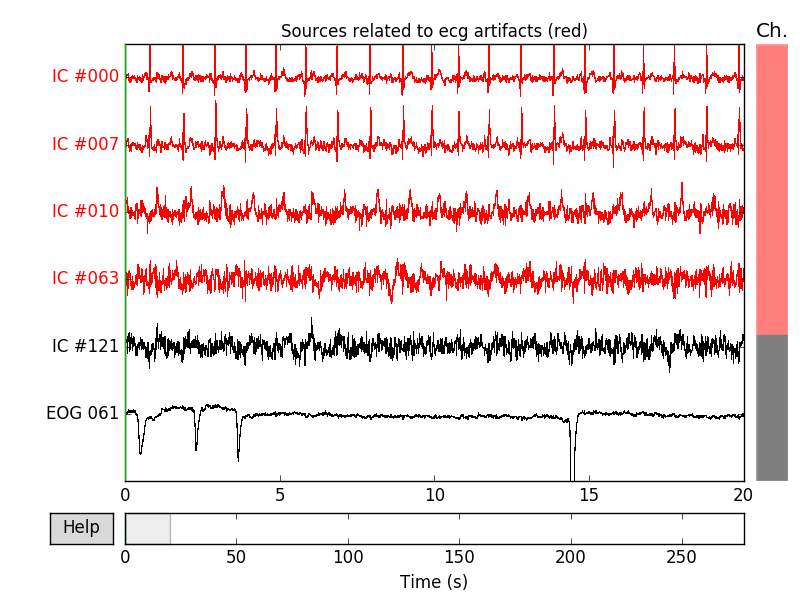 Sources related to ecg artifacts (red)
Ch.
IC #000
IC #007
IC #010
IC #063
IC #121
EOG 061
0 5 10 15 20
Help
0 50 100 150 200 250
Time (s)